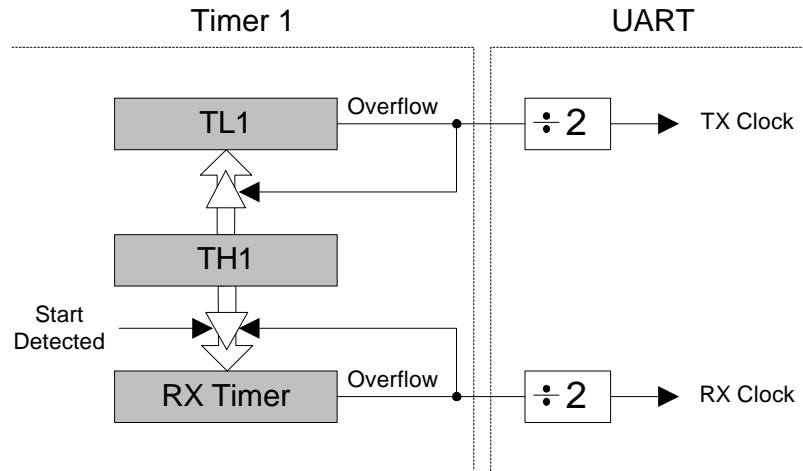 Timer 1
UART
TL1
Overflow
÷ 2
TX Clock
TH1
Start
Detected
RX Timer
Overflow
÷ 2
RX Clock